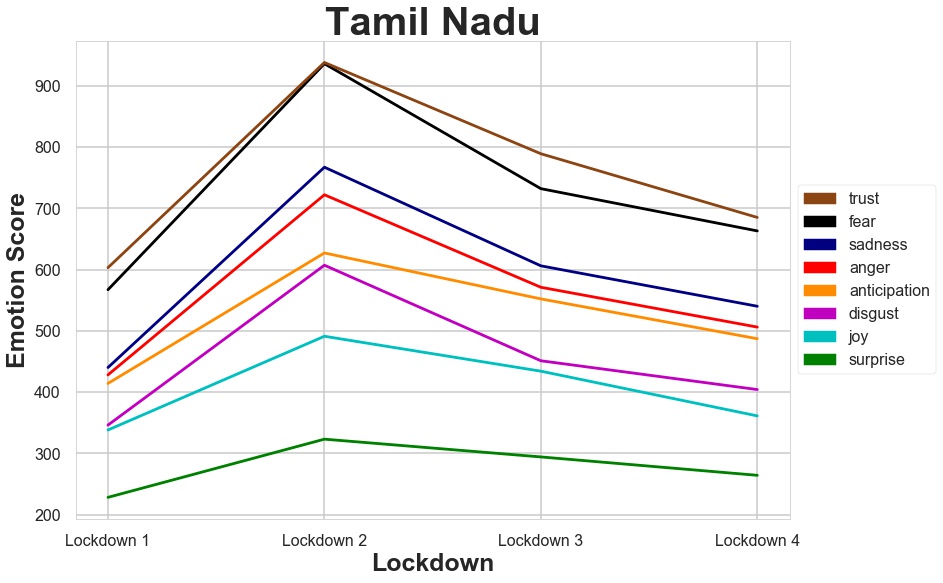 Tamil Nadu
Emotion Score
900
800
700
600
500
400
300
200
Lockdown 1 Lockdown 2 Lockdown 3 Lockdown 4
Lockdown
trust
fear
sadness
anger
anticipation
disgust
joy
surprise